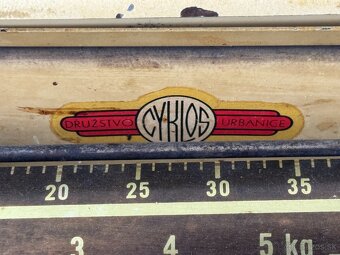 DRUŽSTVO CYKLOS URBANICE
20 25 30 35
3 4 5 kg